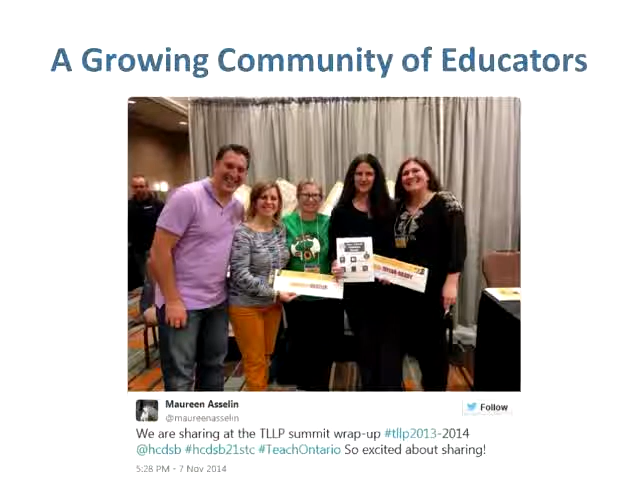 A Growing Community of Educators
Maureen Asselin
@maureenasselin
Follow
We are sharing at the TLLP summit wrap-up #tllp2013-2014
@hcdsb #hcdsb21stc #TeachOntario So excited about sharing!
5:28 PM - 7 Nov 2014